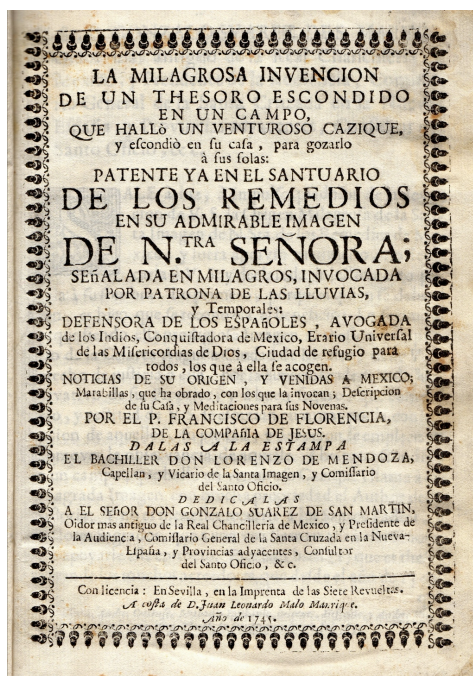 LA MILAGROSA INVENCION
DE UN THESORO ESCONDIDO
EN UN CAMPO,
QUE HALLÒ UN VENTUROSO CAZIQUE,
y escondiò en ſu caſa, para gozarlo
à sus solas:
PATENTE YA EN EL SANTUARIO
DE LOS REMEDIOS
EN SU ADMIRABLE IMAGEN
DE N.TRA SEÑORA;
SEñALADA EN MILAGROS, INVOCADA
POR PATRONA DE LAS LLUVIAS,
y Temporales:
DEFENSORA DE LOS ESPAñOLES, AVOGADA
de los Indios, Conquiſtadora de Mexico, Erario Univerſal
de las Miſericordias de Dios, Ciudad de refugio para
todos, los que à ella ſe acogen.
NOTICIAS DE SU ORIGEN, Y VENIDAS A MEXICO;
Marabillas, que ha obrado, con los que la invocan; Deſcripcion
de ſu Caſa, y Meditaciones para ſus Novenas.
POR EL P. FRANCISCO DE FLORENCIA,
DE LA COMPAñIA DE JESUS.
DALAS A LA ESTAMPA
EL BACHILLER DON LORENZO DE MENDOZA,
Capellan, y Vicario de la Santa Imagen, y Comiſſario
del Santo Oficio.
DEDICALAS
A EL SEñOR DON GONZALO SUAREZ DE SAN MARTIN,
Oidor mas antiguo de la Real Chancilleria de Mexico, y Preſidente de
la Audiencia, Comiſſario General de la Santa Cruzada en la Nueva-
Eſpaña, y Provincias adyacentes, Conſultor
del Santo Oficio, & c.
Con licencia: En Sevilla, en la Imprenta de las Siete Revueltas.
A coſta de D. Juan Leonardo Malo Manrique.
Año de 1745.